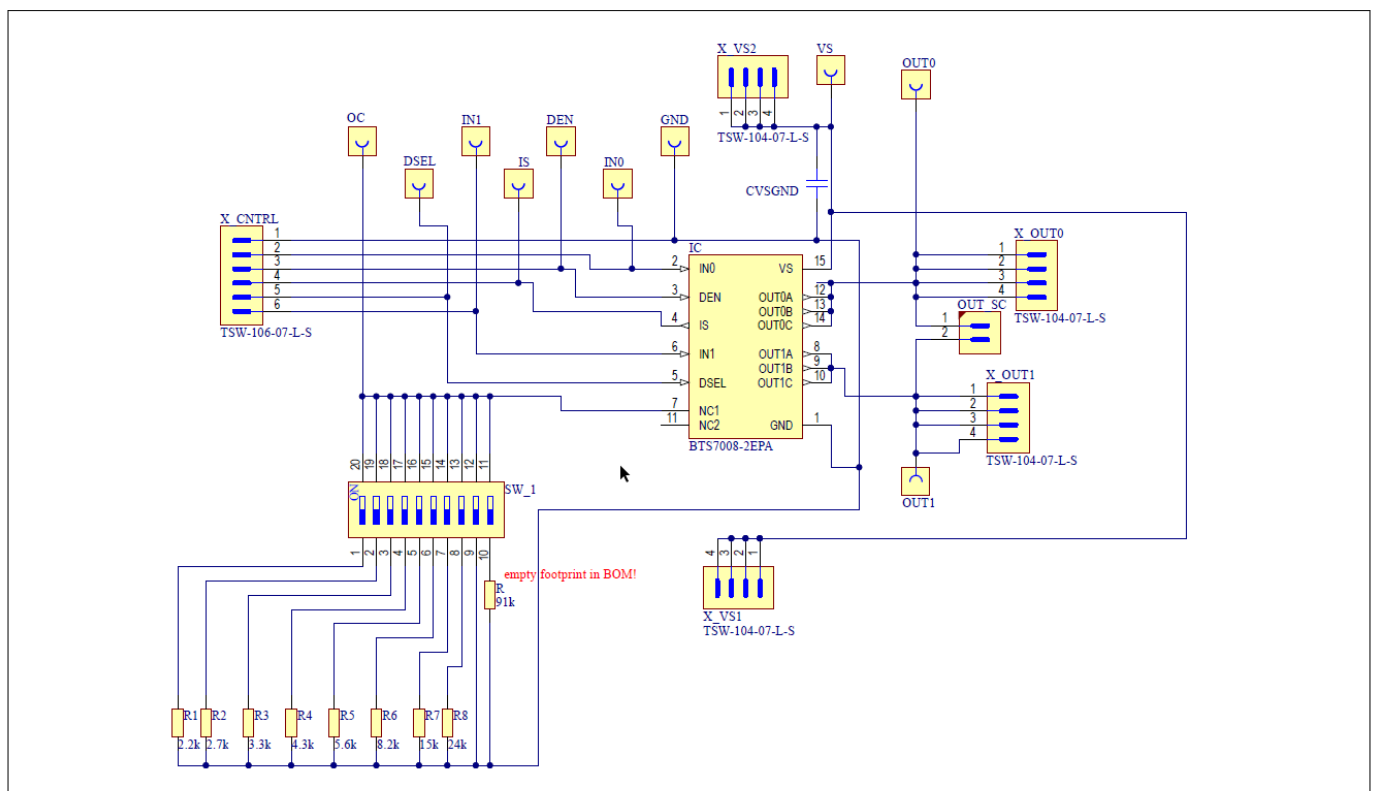 X_VS2
VS
OUT0
1
2
3
4
TSW-104-07-L-S
OC
IN1
DEN
GND
DSEL
IS
IN0
CVSGND
X_CNTRL
1
2
3
4
5
6
TSW-106-07-L-S
IC
2 IN0 VS 15
3 DEN OUT0A 12
OUT0B 13
4 IS OUT0C 14
6 IN1 OUT1A 8
OUT1B 9
5 DSEL OUT1C 10
7 NC1
11 NC2 GND 1
BTS7008-2EPA
X_OUT0
1
2
3
4
TSW-104-07-L-S
OUT_SC
1
2
X_OUT1
1
2
3
4
TSW-104-07-L-S
OUT1
20 19 18 17 16 15 14 13 12 11
ON
SW_1
1 2 3 4 5 6 7 8 9 10
empty footprint in BOM!
R
91k
4 3 2 1
X_VS1
TSW-104-07-L-S
R1 R2 R3 R4 R5 R6 R7 R8
2.2k 2.7k 3.3k 4.3k 5.6k 8.2k 15k 24k